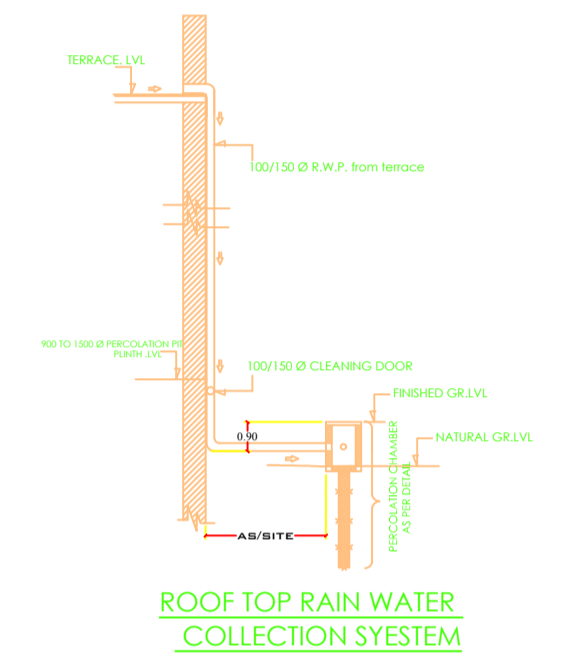 TERRACE. LVL
100/150 Ø R.W.P. from terrace
900 TO 1500 Ø PERCOLATION PIT
PLINTH .LVL
100/150 Ø CLEANING DOOR
FINISHED GR.LVL
0.90
NATURAL GR.LVL
PERCOLATION CHAMBER
AS PER DETAIL
AS/SITE
ROOF TOP RAIN WATER
COLLECTION SYESTEM